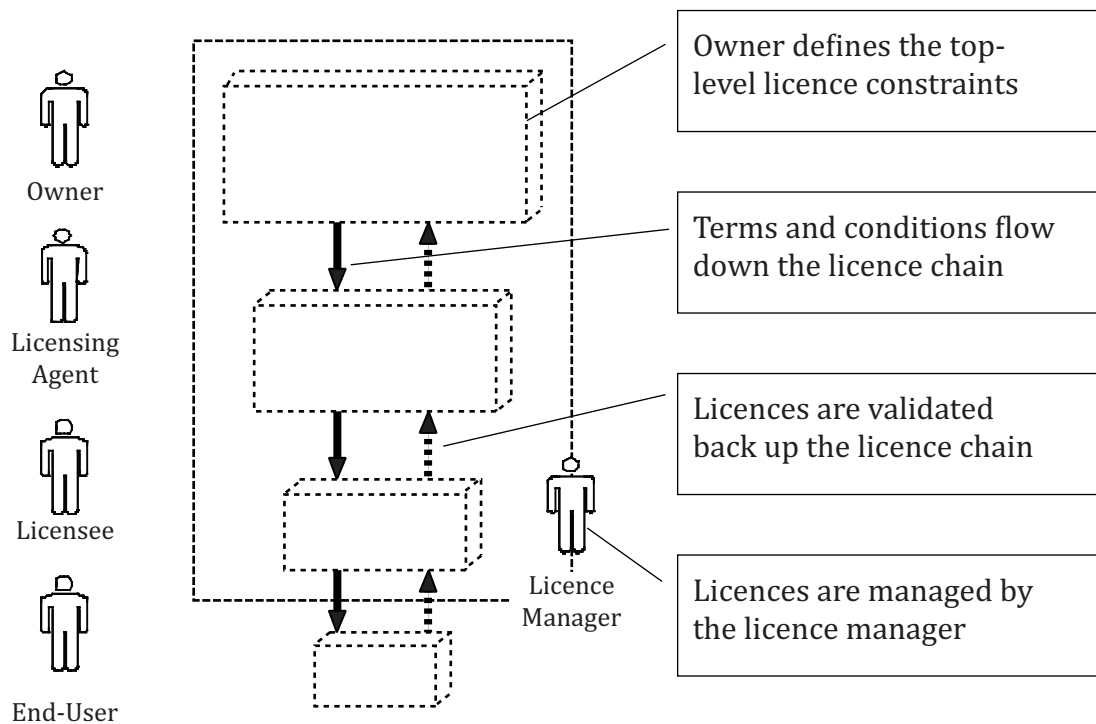 Owner
Licensing
Agent
Licensee
End-User
Licence
Manager
Owner defines the top-
level licence constraints
Terms and conditions flow
down the licence chain
Licences are validated
back up the licence chain
Licences are managed by
the licence manager